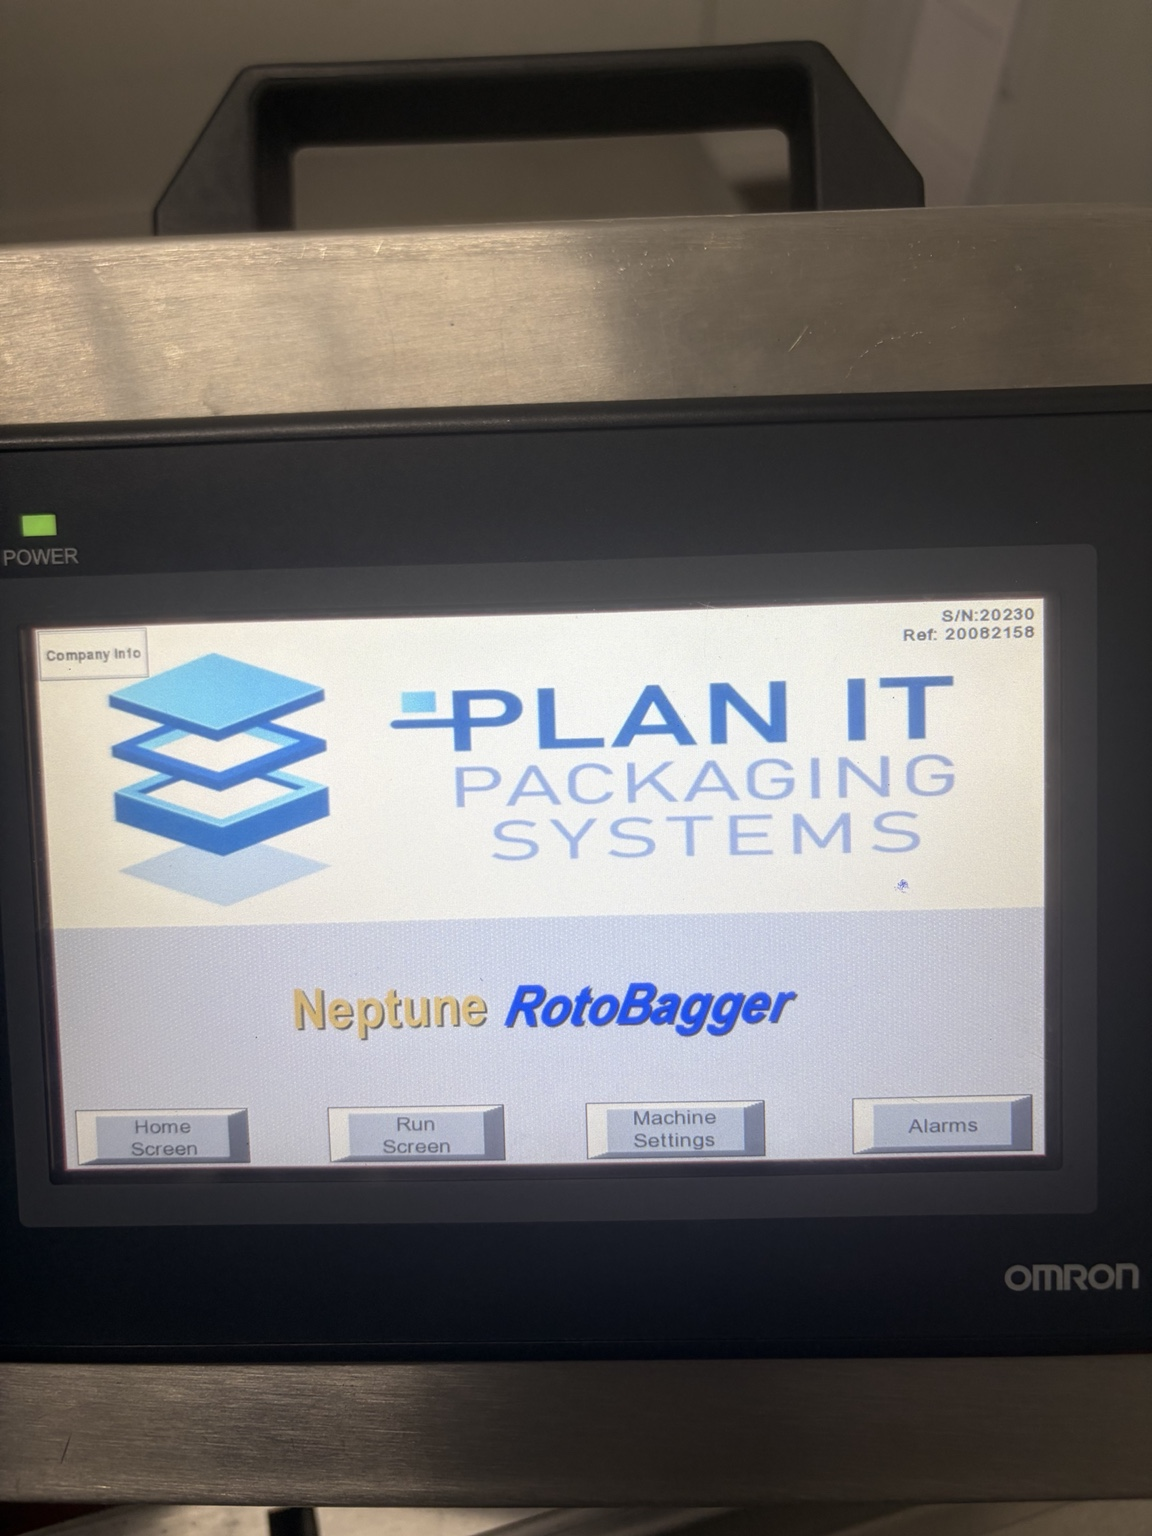 POWER
S/N:20230
Ref: 20082158
Company Info
PLAN IT
PACKAGING
SYSTEMS
Neptune RotoBagger
Home
Screen
Run
Screen
Machine
Settings
Alarms
OMRON